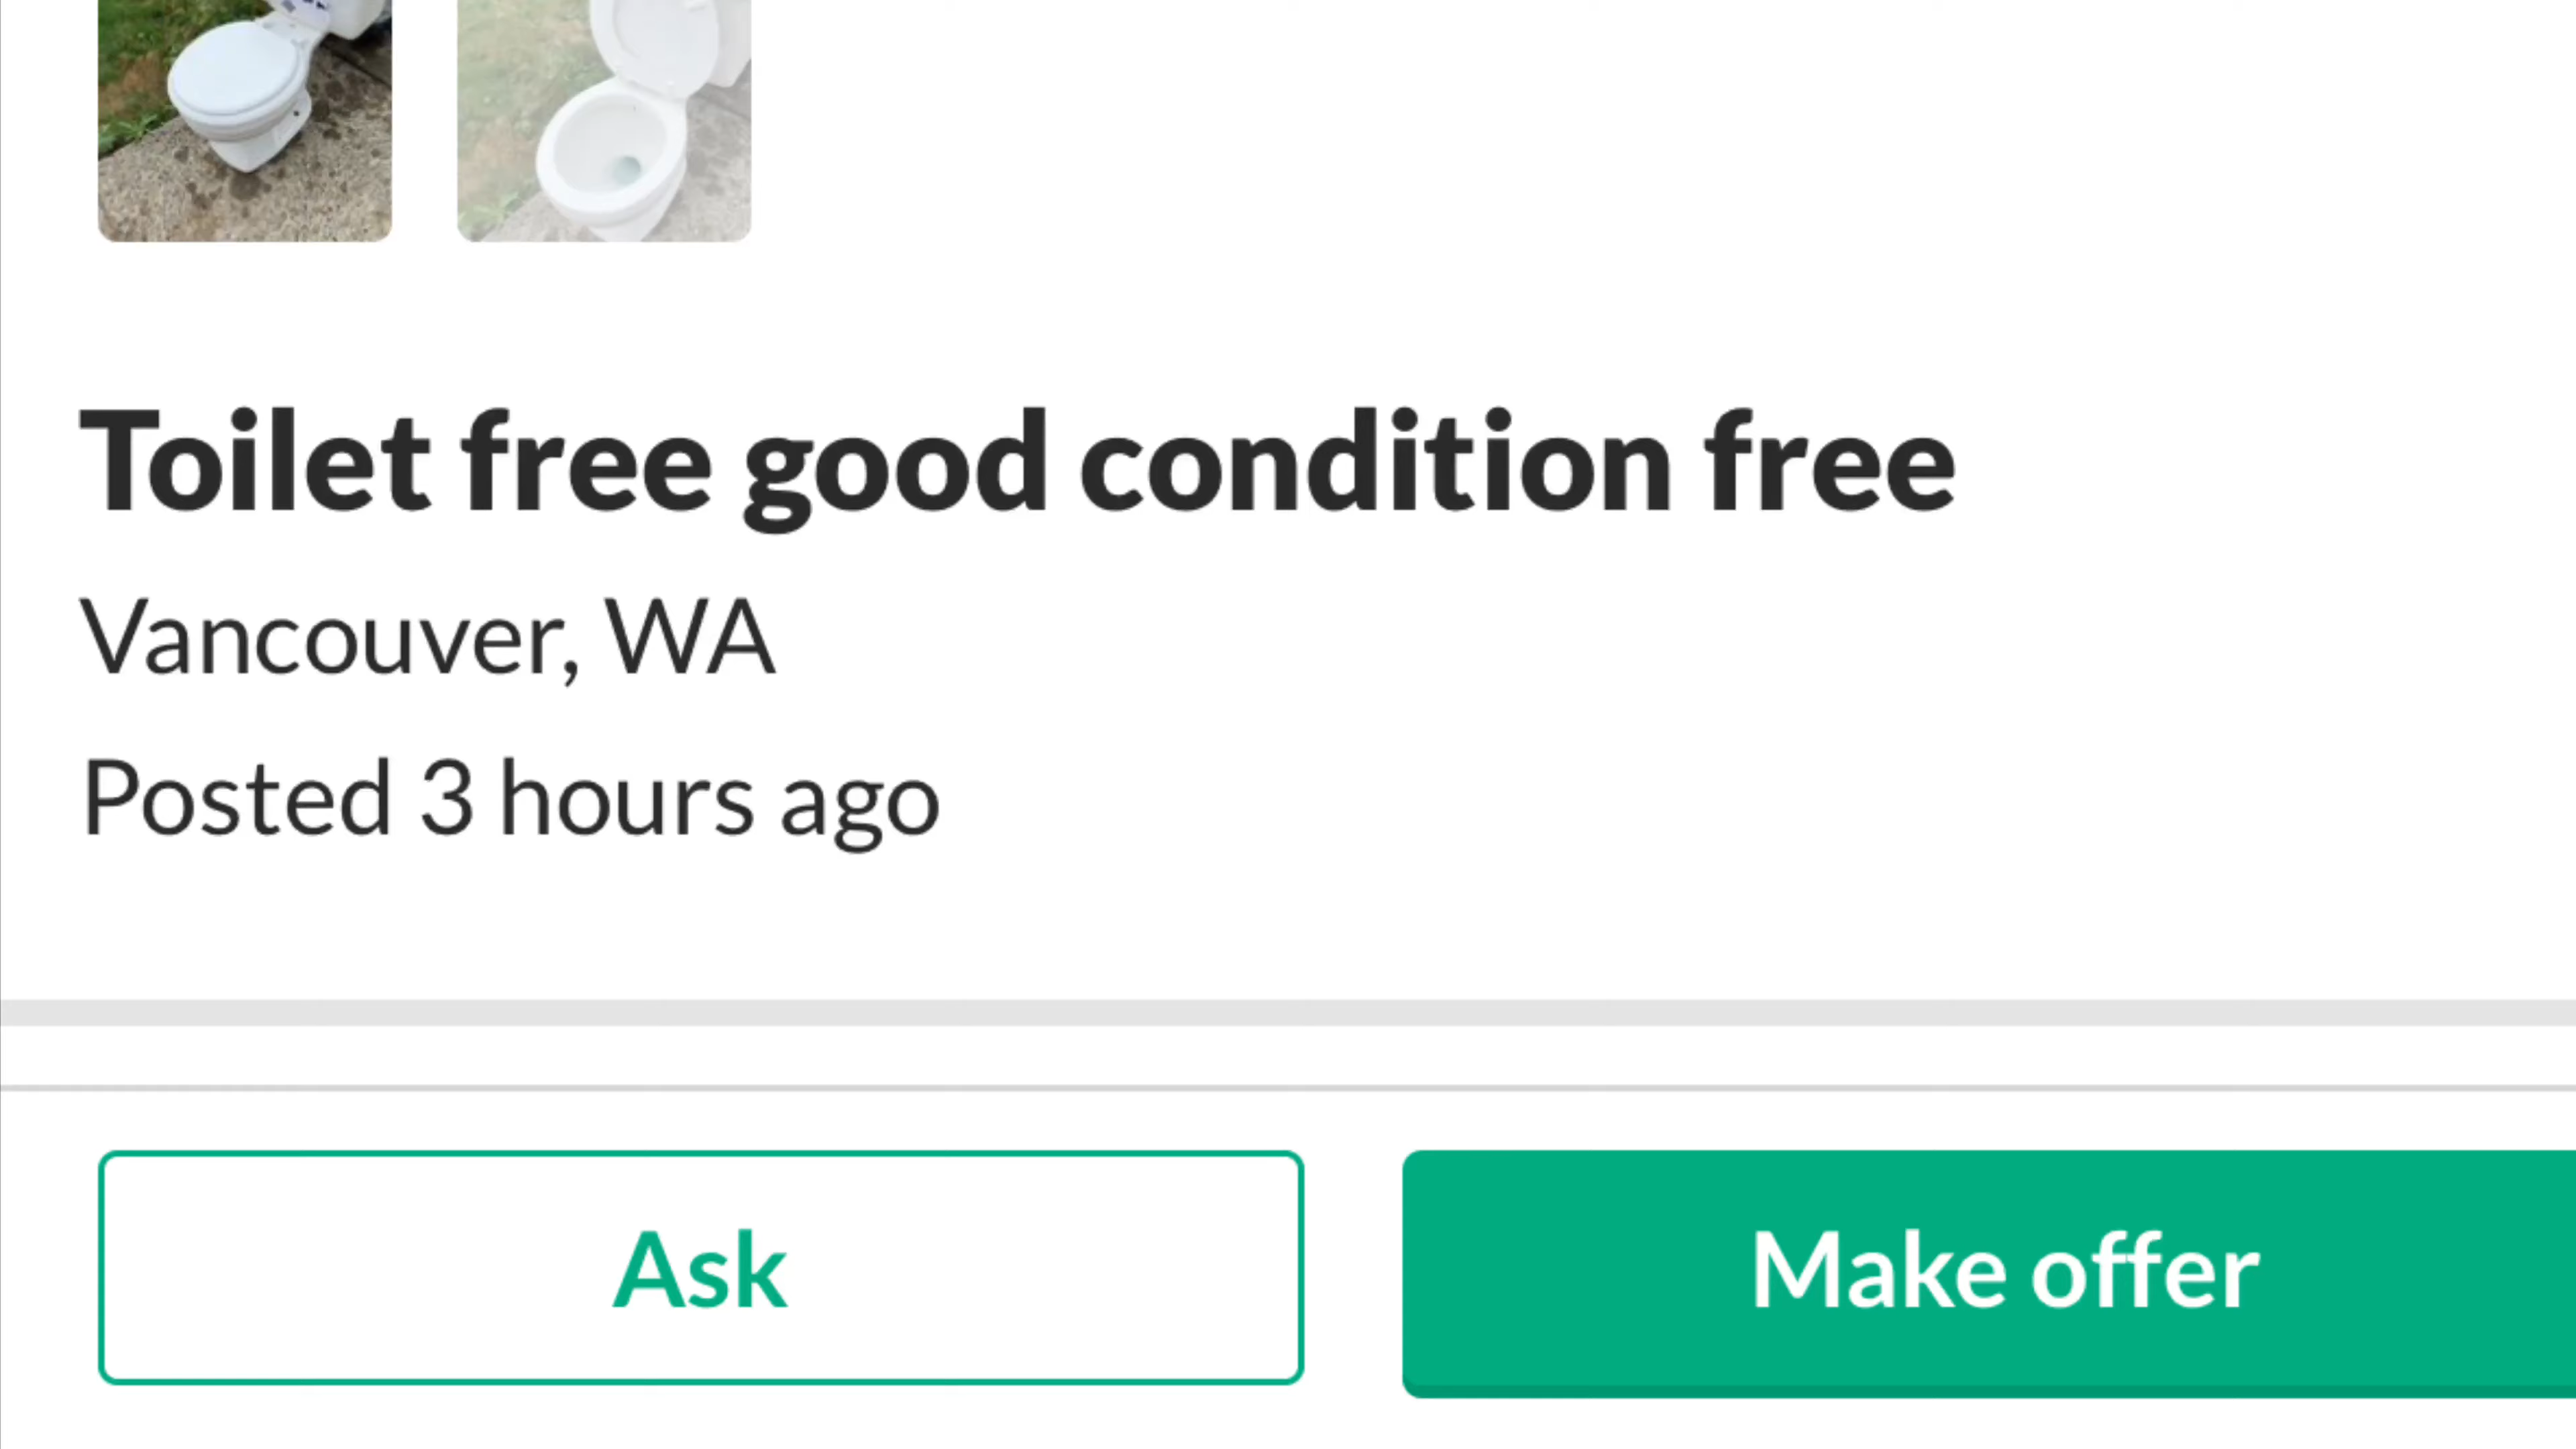 Toilet free good condition free
Vancouver, WA
Posted 3 hours ago
Ask
Make offer